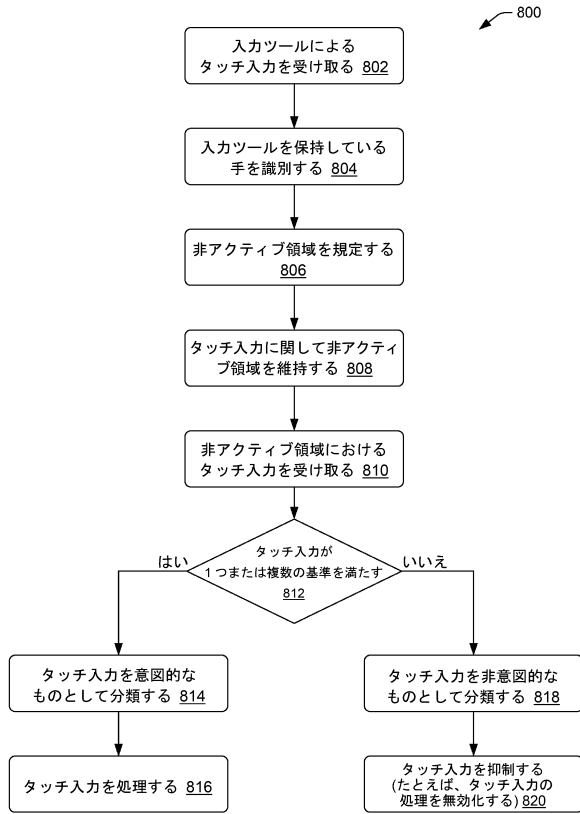 800
入力ツールによる
タッチ入力を受け取る 802
入力ツールを保持している
手を識別する 804
非アクティブ領域を規定する
806
タッチ入力に関して非アクティ
ブ領域を維持する 808
非アクティブ領域における
タッチ入力を受け取る 810
タッチ入力が
1 つまたは複数の基準を満たす
812
はい
いいえ
タッチ入力を意図的な
ものとして分類する 814
タッチ入力を処理する 816
タッチ入力を非意図的な
ものとして分類する 818
タッチ入力を抑制する
(たとえば、タッチ入力の
処理を無効化する) 820